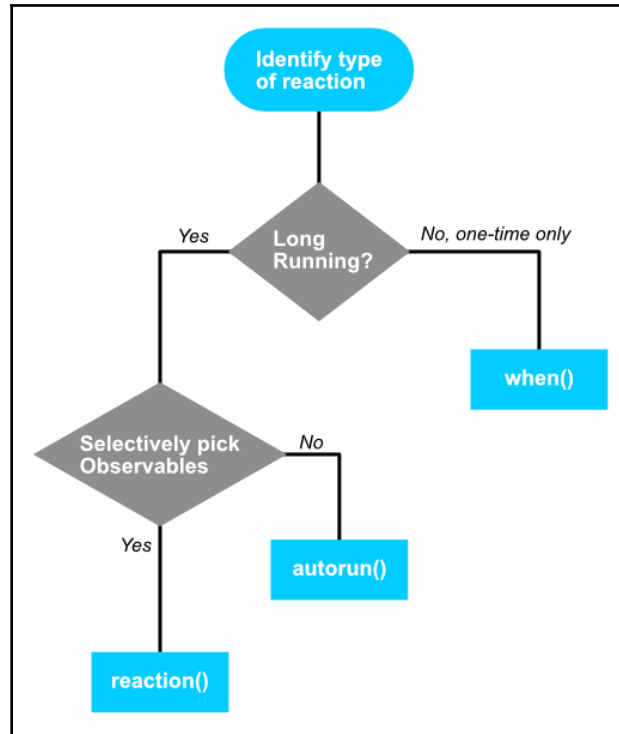 Identify type
of reaction
Yes
Long
Running?
No, one-time only
when()
Selectively pick
Observables
No
Yes
autorun()
reaction()